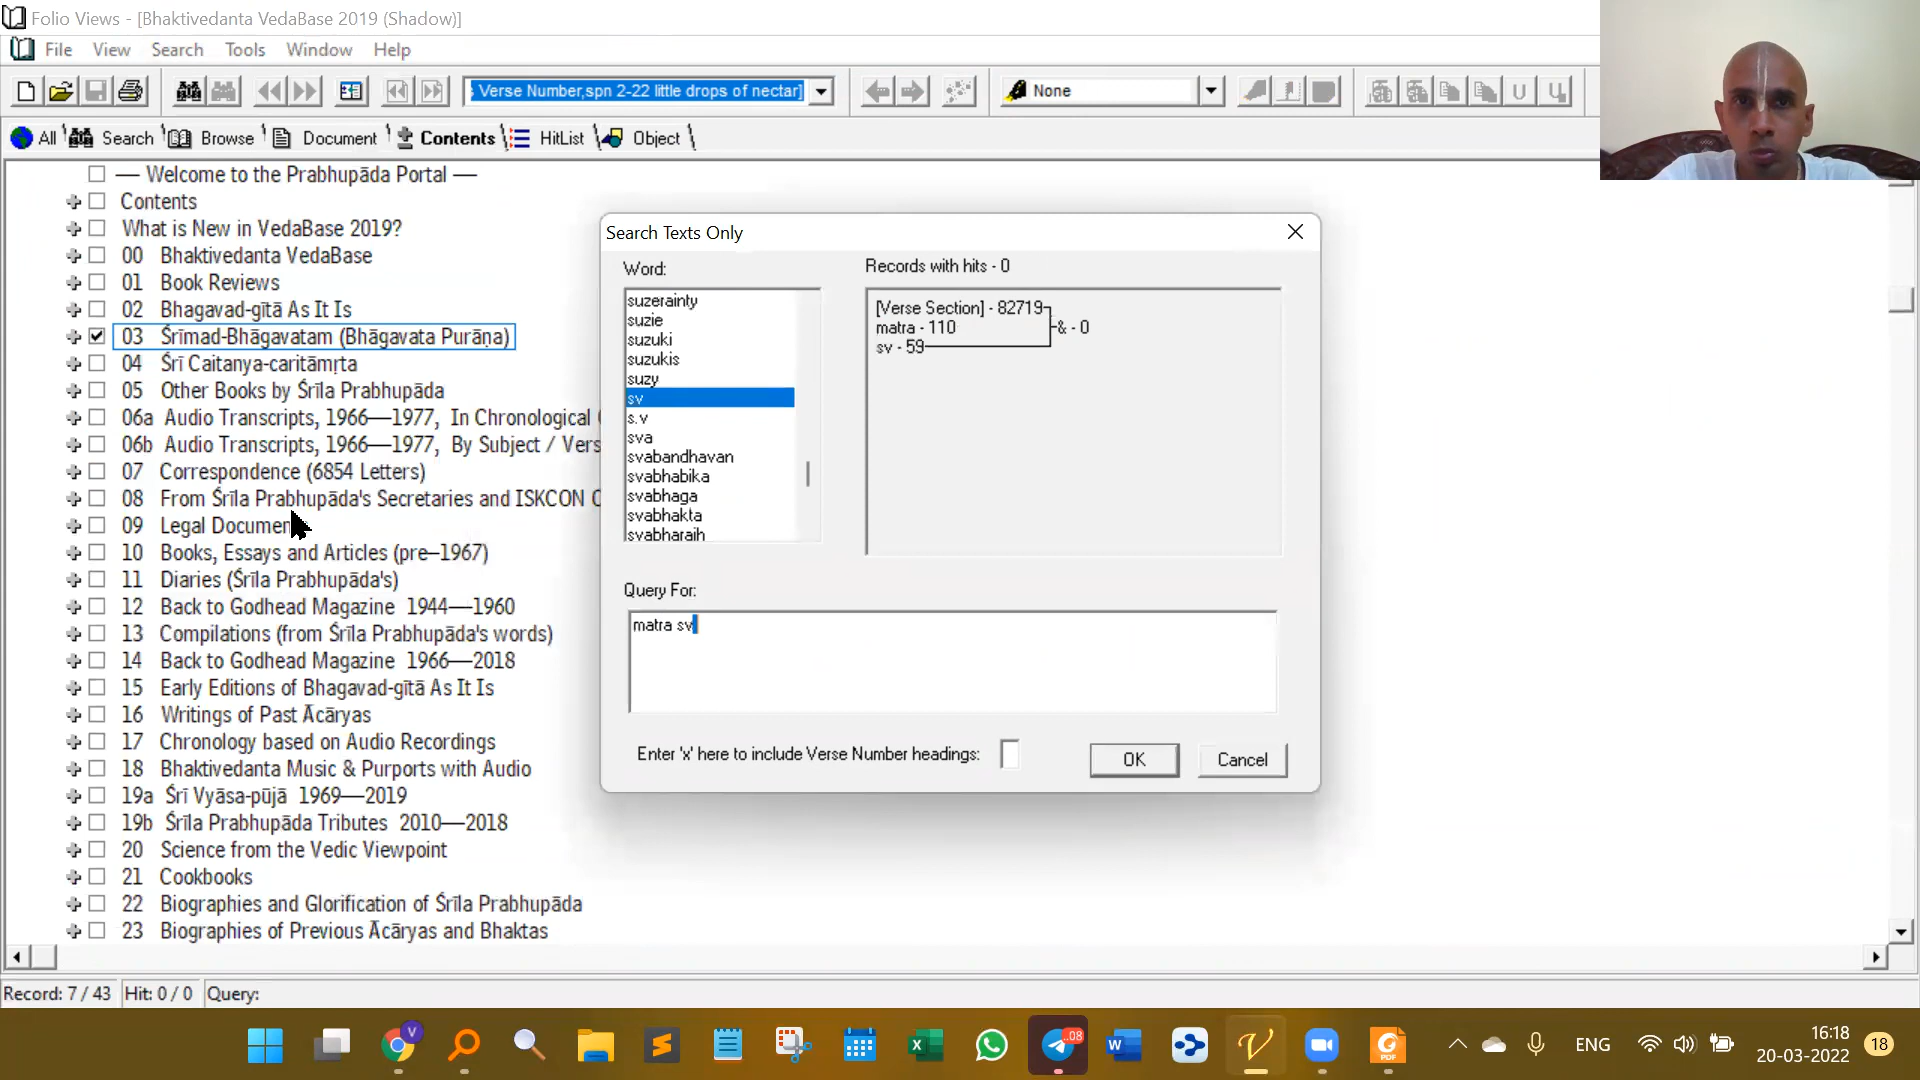 Folio Views - [Bhaktivedanta VedaBase 2019 (Shadow)]
File View Search Tools Window Help
Verse Number,spn 2-22 little drops of nectar]
None
All Search Browse Document Contents HitList Object
— Welcome to the Prabhupāda Portal —
Contents
What is New in VedaBase 2019?
00 Bhaktivedanta VedaBase
01 Book Reviews
02 Bhagavad-gītā As It Is
03 Śrīmad-Bhāgavatam (Bhāgavata Purāṇa)
04 Śrī Caitanya-caritāmṛta
05 Other Books by Śrīla Prabhupāda
06a Audio Transcripts, 1966—1977, In Chronological
06b Audio Transcripts, 1966—1977, By Subject / Vers
07 Correspondence (6854 Letters)
08 From Śrīla Prabhupāda's Secretaries and ISKCON
09 Legal Documen
10 Books, Essays and Articles (pre–1967)
11 Diaries (Śrīla Prabhupāda's)
12 Back to Godhead Magazine 1944—1960
13 Compilations (from Śrīla Prabhupāda's words)
14 Back to Godhead Magazine 1966—2018
15 Early Editions of Bhagavad-gītā As It Is
16 Writings of Past Ācāryas
17 Chronology based on Audio Recordings
18 Bhaktivedanta Music & Purports with Audio
19a Śrī Vyāsa-pūjā 1969—2019
19b Śrīla Prabhupāda Tributes 2010—2018
20 Science from the Vedic Viewpoint
21 Cookbooks
22 Biographies and Glorification of Śrīla Prabhupāda
23 Biographies of Previous Ācāryas and Bhaktas
Search Texts Only
Word:
suzerainty
suzie
suzuki
suzukis
suzy
sv
s.v
sva
svabandhavan
svabhabika
svabhaga
svabhakta
svabharaih
Records with hits - 0
[Verse Section] - 82719
matra - 110
& - 0
sv - 59
Query For:
matra sv
Enter 'x' here to include Verse Number headings:
OK
Cancel
Record: 7 / 43 Hit: 0 / 0 Query:
V
..08
PDF
ENG
16:18
20-03-2022
18